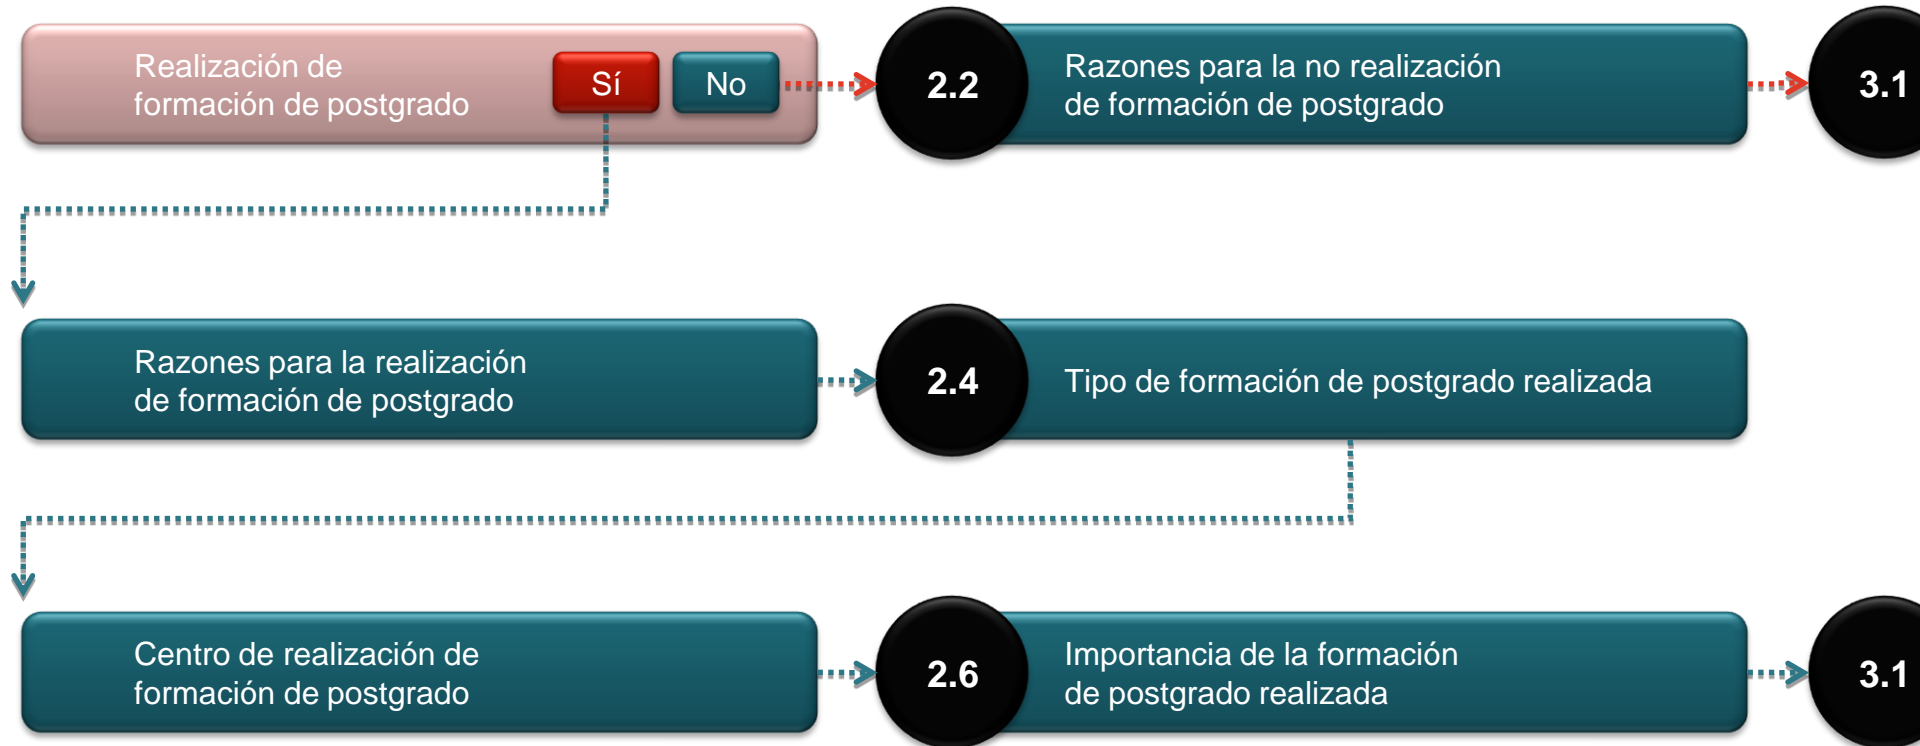 Realización de
formación de postgrado
Sí
No
2.2
Razones para la no realización
de formación de postgrado
3.1
Razones para la realización
de formación de postgrado
2.4
Tipo de formación de postgrado realizada
Centro de realización de
formación de postgrado
2.6
Importancia de la formación
de postgrado realizada
3.1